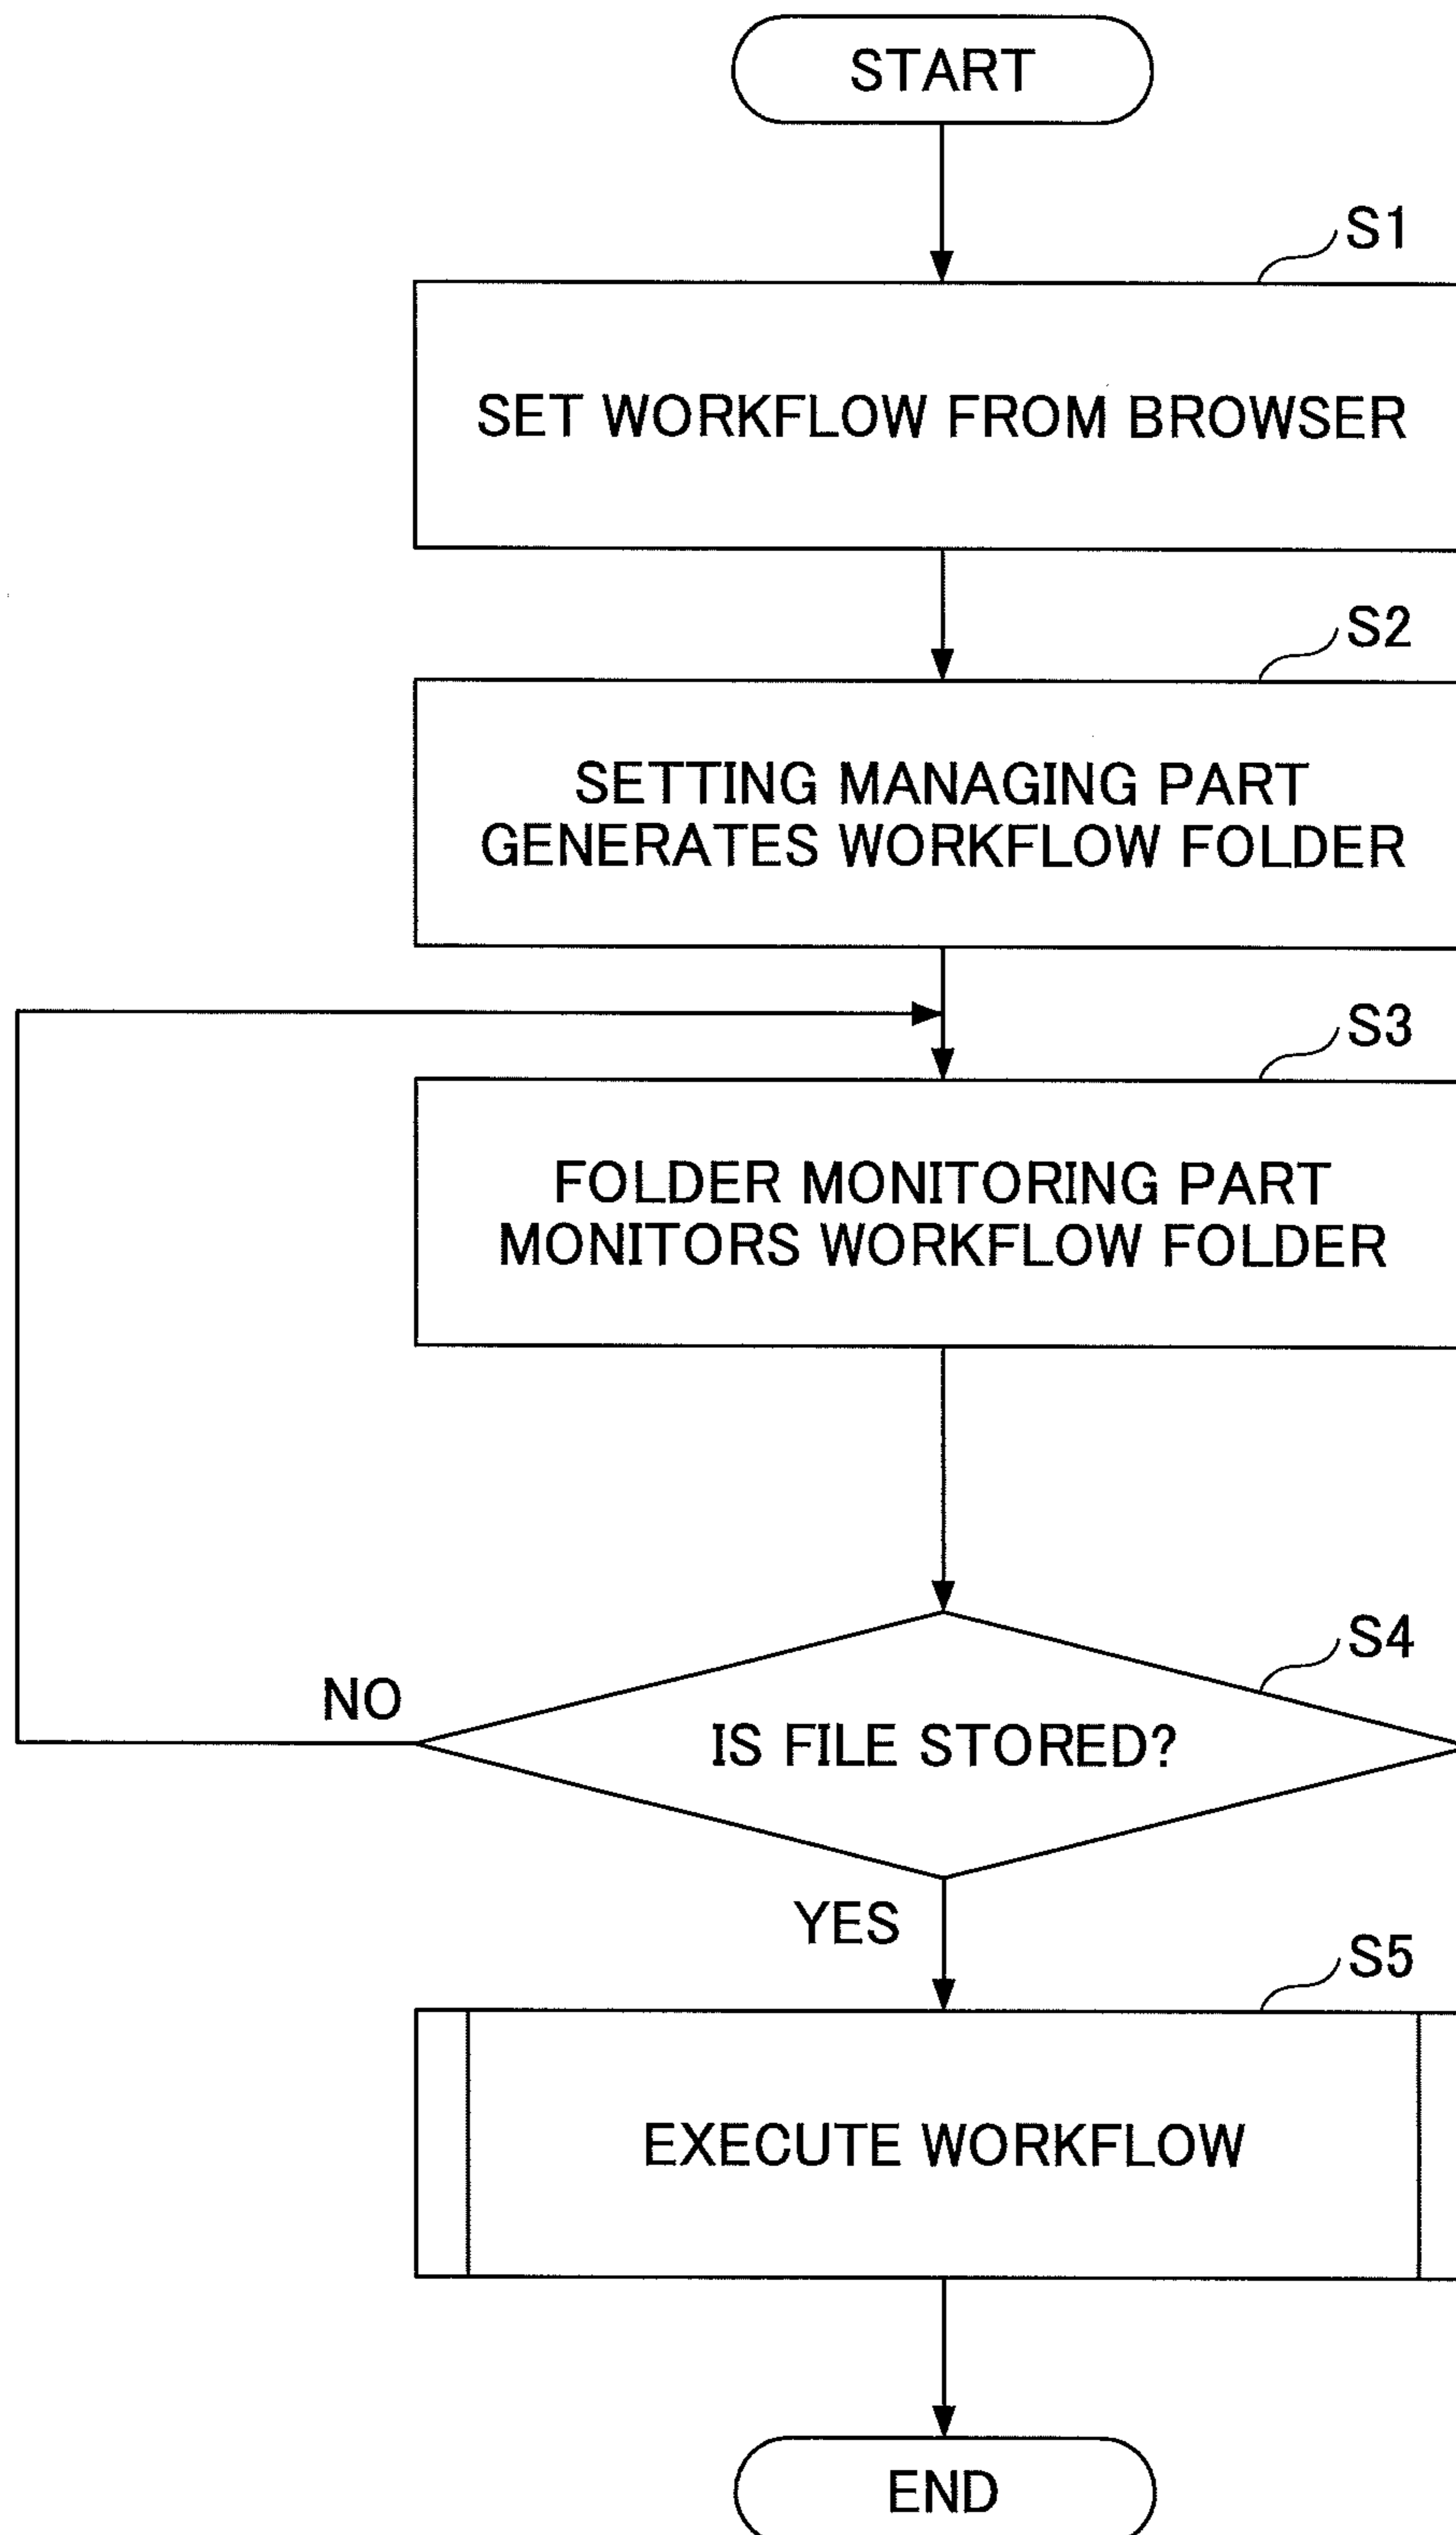 START
S1
SET WORKFLOW FROM BROWSER
S2
SETTING MANAGING PART
GENERATES WORKFLOW FOLDER
S3
FOLDER MONITORING PART
MONITORS WORKFLOW FOLDER
S4
NO
IS FILE STORED?
YES
S5
EXECUTE WORKFLOW
END